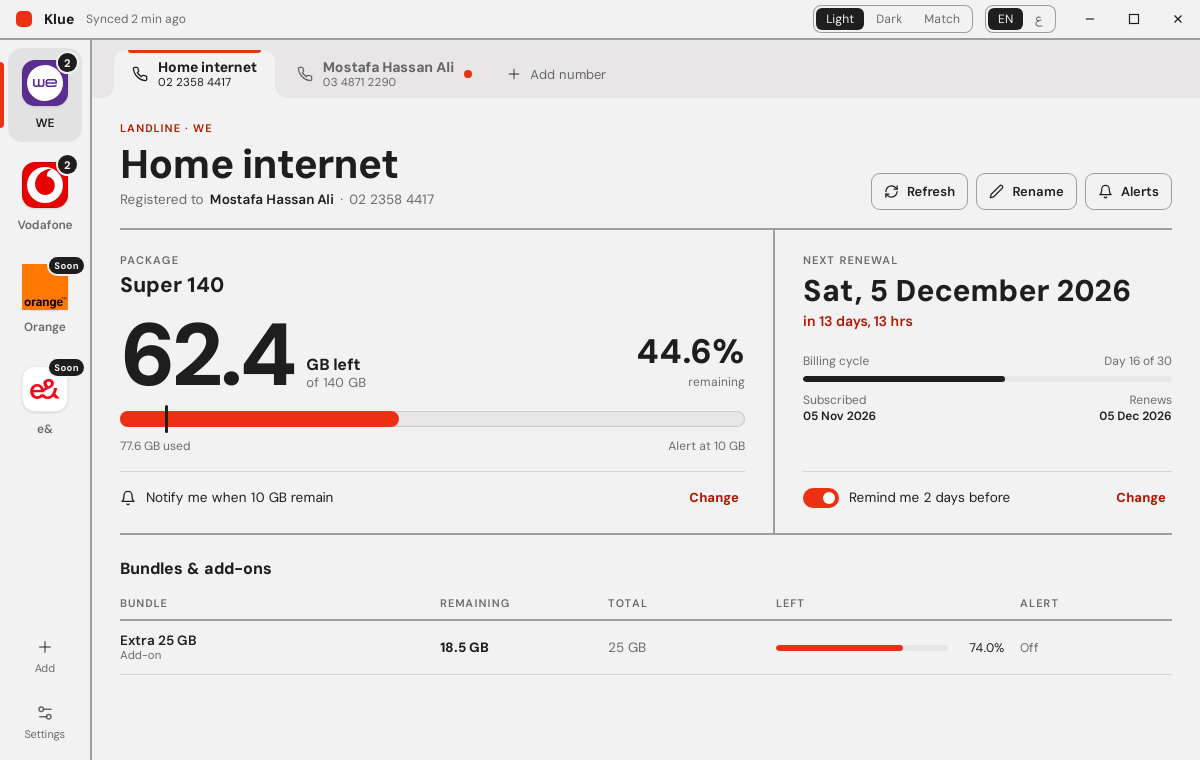 Klue Synced 2 min ago
Light Dark Match EN ع
2
we
WE
2
Vodafone
Soon
orange™
Orange
Soon
e&
e&
Add
Settings
Home internet
02 2358 4417
Mostafa Hassan Ali
03 4871 2290
Add number
LANDLINE · WE
Home internet
Registered to Mostafa Hassan Ali · 02 2358 4417
Refresh Rename Alerts
PACKAGE
Super 140
62.4 GB left
of 140 GB
44.6%
remaining
77.6 GB used Alert at 10 GB
Notify me when 10 GB remain Change
NEXT RENEWAL
Sat, 5 December 2026
in 13 days, 13 hrs
Billing cycle Day 16 of 30
Subscribed Renews
05 Nov 2026 05 Dec 2026
Remind me 2 days before Change
Bundles & add-ons
BUNDLE REMAINING TOTAL LEFT ALERT
Extra 25 GB 18.5 GB 25 GB 74.0% Off
Add-on